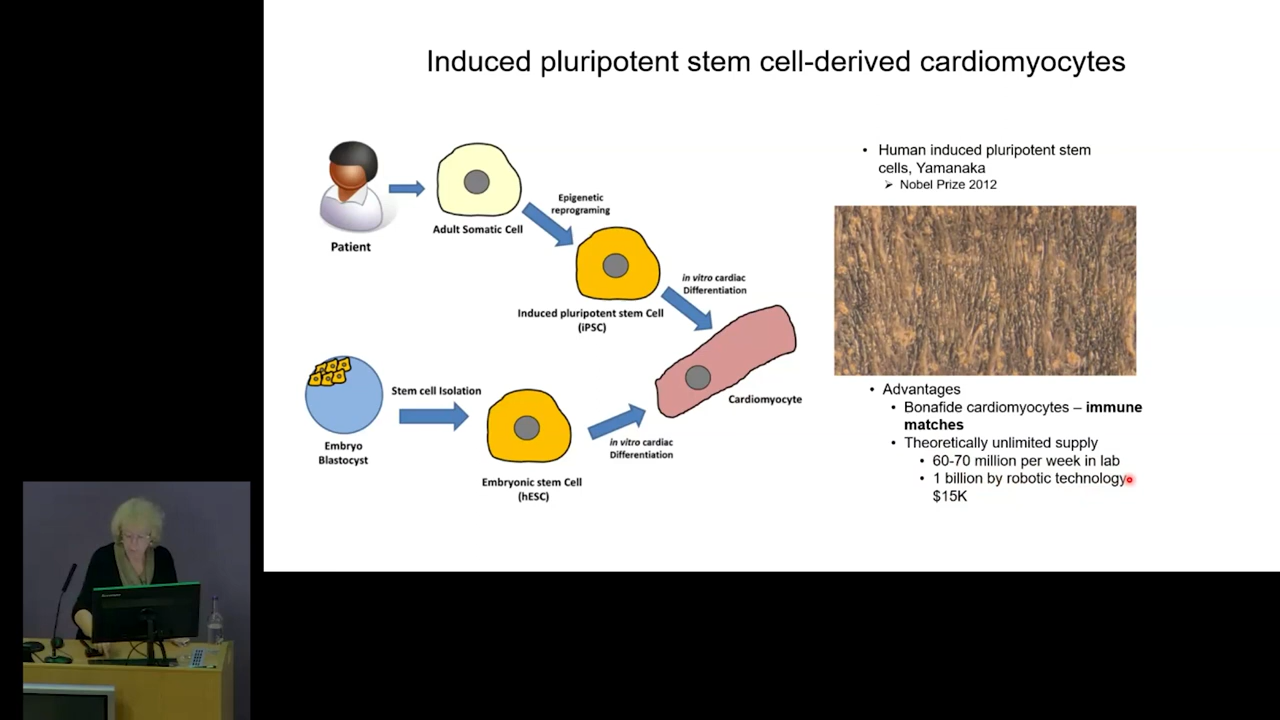 Induced pluripotent stem cell-derived cardiomyocytes
Patient
Adult Somatic Cell
Epigenetic
reprograming
Induced pluripotent stem Cell
(iPSC)
in vitro cardiac
Differentiation
Cardiomyocyte
Embryo
Blastocyst
Stem cell Isolation
Embryonic stem Cell
(hESC)
in vitro cardiac
Differentiation
• Human induced pluripotent stem
cells, Yamanaka
➢ Nobel Prize 2012
• Advantages
• Bonafide cardiomyocytes – immune
matches
• Theoretically unlimited supply
• 60-70 million per week in lab
• 1 billion by robotic technology
$15K